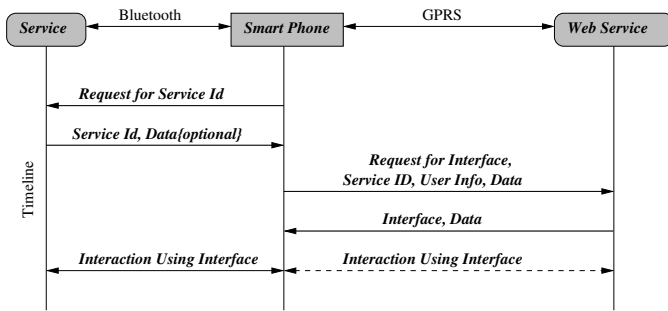 Service
Bluetooth
Smart Phone
GPRS
Web Service
Request for Service Id
Service Id, Data{optional}
Request for Interface,
Service ID, User Info, Data
Timeline
Interface, Data
Interaction Using Interface
Interaction Using Interface